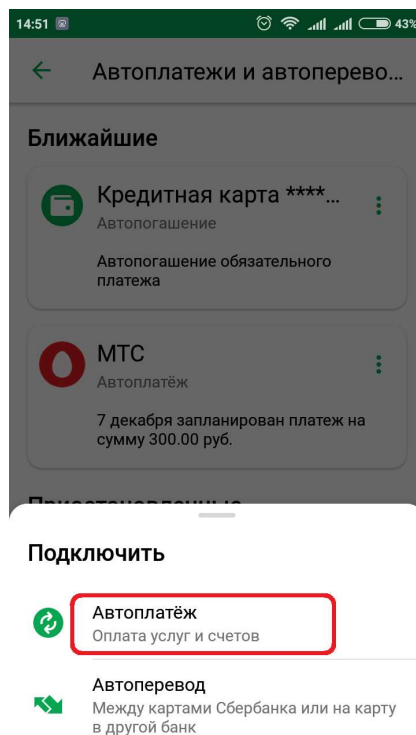 14:51 43%
Автоплатежи и автоперево...
Ближайшие
Кредитная карта ****...
Автопогашение
Автопогашение обязательного
платежа
МТС
Автоплатёж
7 декабря запланирован платеж на
сумму 300.00 руб.
Приостановленные
Подключить
Автоплатёж
Оплата услуг и счетов
Автоперевод
Между картами Сбербанка или на карту
в другой банк